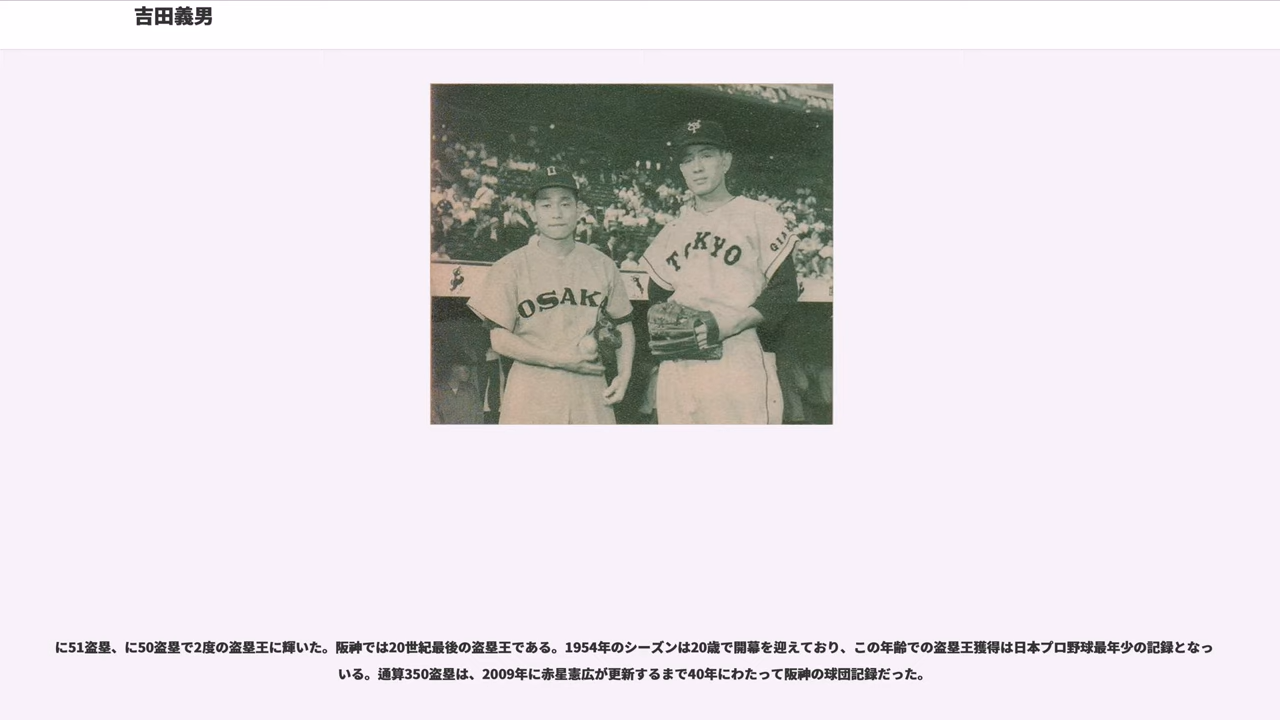 吉田義男
OSAKA
TOKYO
に51盗塁、に50盗塁で2度の盗塁王に輝いた。阪神では20世紀最後の盗塁王である。1954年のシーズンは20歳で開幕を迎えており、この年齢での盗塁王獲得は日本プロ野球最年少の記録となっ
いる。通算350盗塁は、2009年に赤星憲広が更新するまで40年にわたって阪神の球団記録だった。